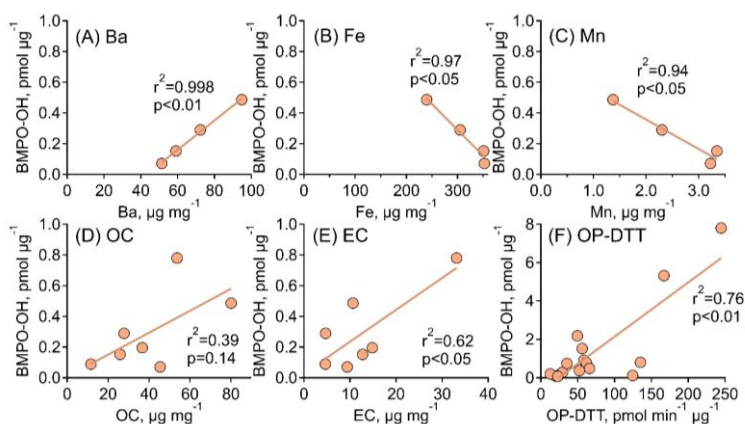 BMPO-OH, pmol µg⁻¹
1.0
0.8
0.6
0.4
0.2
0.0
(A) Ba
r²=0.998
p<0.01
0 20 40 60 80 100
Ba, µg mg⁻¹
BMPO-OH, pmol µg⁻¹
1.0
0.8
0.6
0.4
0.2
0.0
(B) Fe
r²=0.97
p<0.05
0 150 300 450
Fe, µg mg⁻¹
BMPO-OH, pmol µg⁻¹
1.0
0.8
0.6
0.4
0.2
0.0
(C) Mn
r²=0.94
p<0.05
0.0 1.2 2.4 3.6
Mn, µg mg⁻¹
BMPO-OH, pmol µg⁻¹
1.0
0.8
0.6
0.4
0.2
0.0
(D) OC
r²=0.39
p=0.14
0 20 40 60 80
OC, µg mg⁻¹
BMPO-OH, pmol µg⁻¹
1.0
0.8
0.6
0.4
0.2
0.0
(E) EC
r²=0.62
p<0.05
0 10 20 30 40
EC, µg mg⁻¹
BMPO-OH, pmol µg⁻¹
8
6
4
2
0
(F) OP-DTT
r²=0.76
p<0.01
0 50 100 150 200 250
OP-DTT, pmol min⁻¹ µg⁻¹